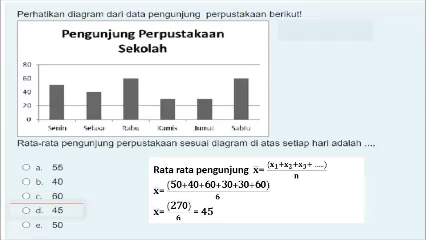 Perhatikan diagram dari data pengunjung perpustakaan berikut!
Pengunjung Perpustakaan
Sekolah
80
60
40
20
0
Senin Selasa Rabu Kamis Jumat Sabtu
Rata-rata pengunjung perpustakaan sesuai diagram di atas setiap hari adalah ....
a. 55
b. 40
c. 60
d. 45
e. 50
Rata rata pengunjung x̄= (x₁+x₂+x₃+ ....)
n
x̄= (50+40+60+30+30+60)
6
x= (270)
6
= 45